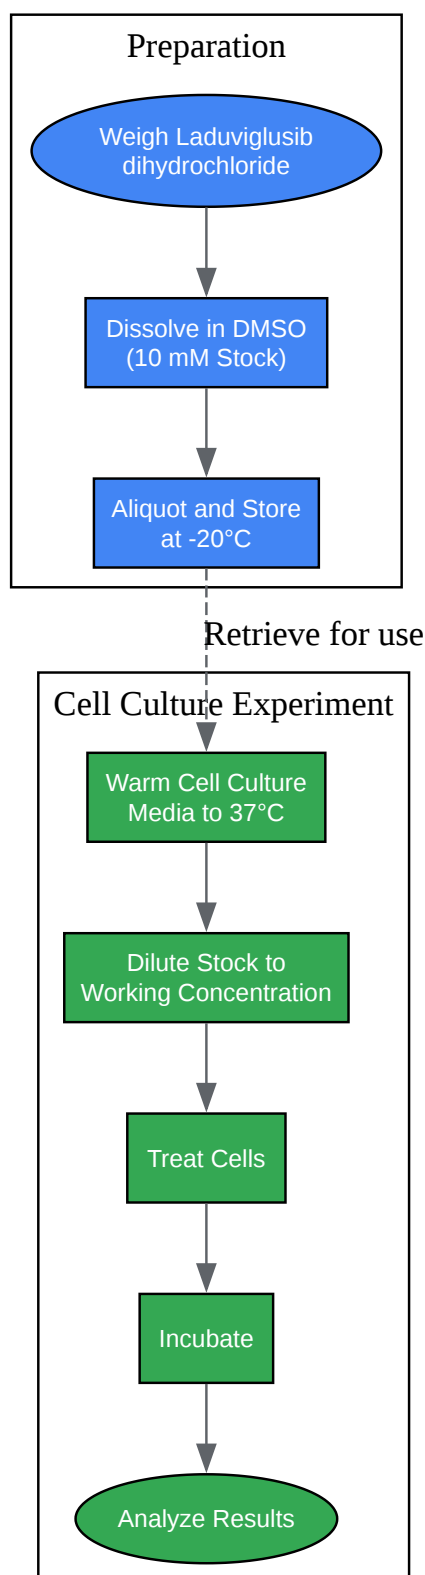 Preparation
Weigh Laduviglusib
dihydrochloride
Dissolve in DMSO
(10 mM Stock)
Aliquot and Store
at -20°C
Retrieve for use
Cell Culture Experiment
Warm Cell Culture
Media to 37°C
Dilute Stock to
Working Concentration
Treat Cells
Incubate
Analyze Results